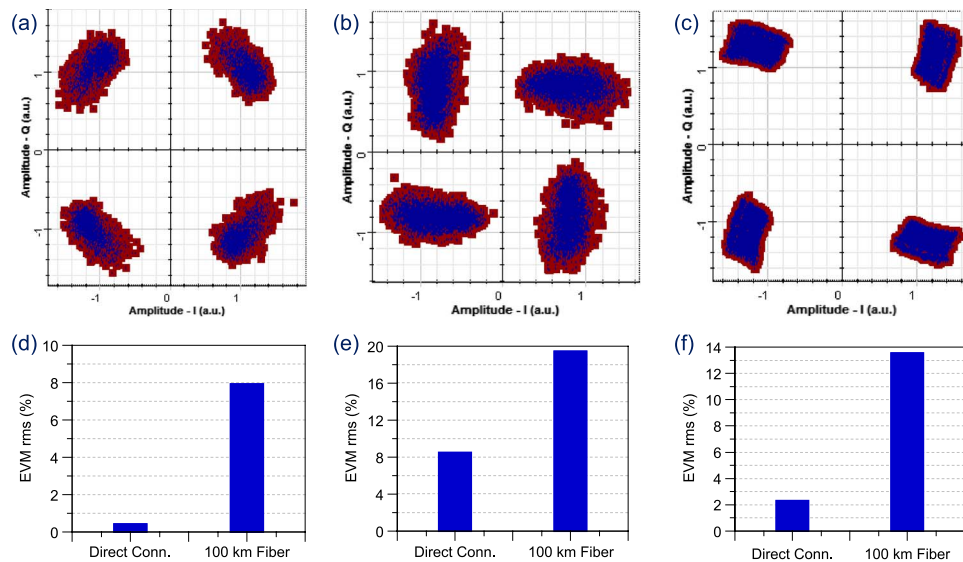 (a)
Amplitude - Q (a.u.)
1
0
-1
-1
0
1
Amplitude - I (a.u.)
(b)
Amplitude - Q (a.u.)
1
0
-1
-1
0
1
Amplitude - I (a.u.)
(c)
Amplitude - Q (a.u.)
1
0
-1
-1
0
1
Amplitude - I (a.u.)
(d)
EVM rms (%)
10
8
6
4
2
0
Direct Conn. 100 km Fiber
(e)
EVM rms (%)
20
16
12
8
4
0
Direct Conn. 100 km Fiber
(f)
EVM rms (%)
14
12
10
8
6
4
2
0
Direct Conn. 100 km Fiber